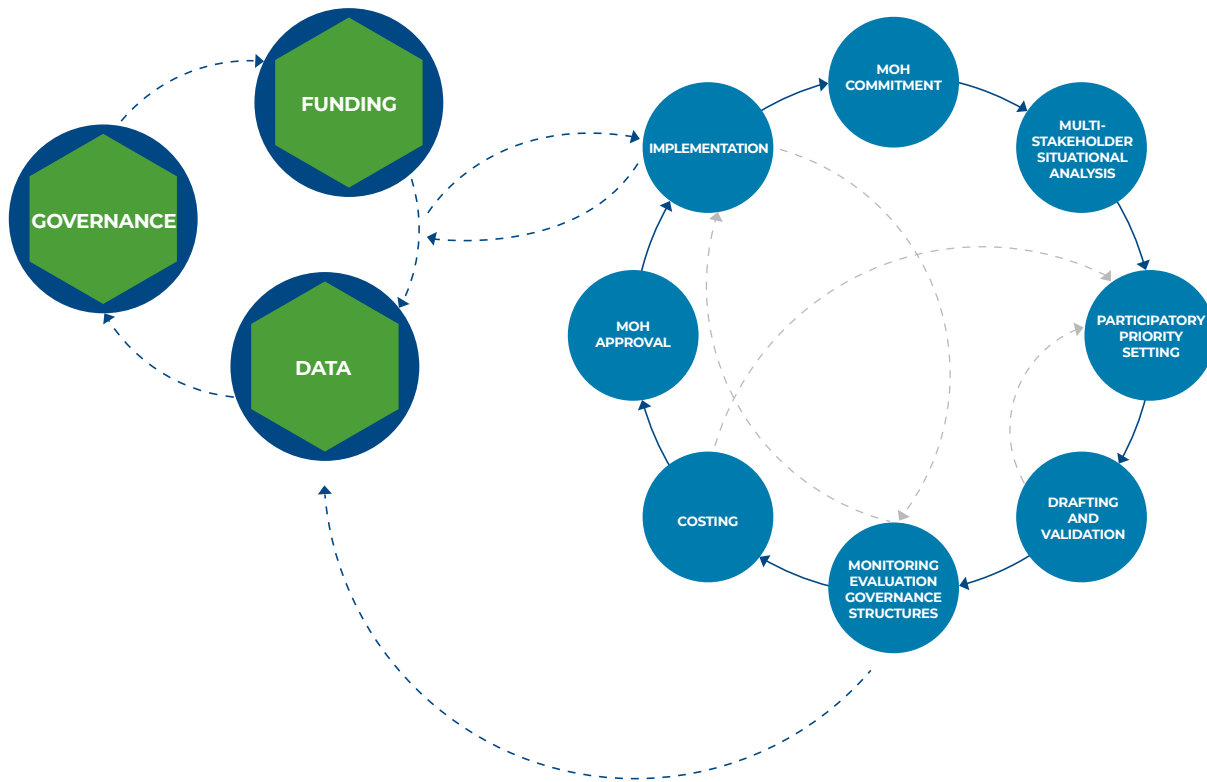 FUNDING
GOVERNANCE
DATA
MOH
COMMITMENT
MULTI-
STAKEHOLDER
SITUATIONAL
ANALYSIS
PARTICIPATORY
PRIORITY
SETTING
DRAFTING
AND
VALIDATION
MONITORING
EVALUATION
GOVERNANCE
STRUCTURES
COSTING
MOH
APPROVAL
IMPLEMENTATION